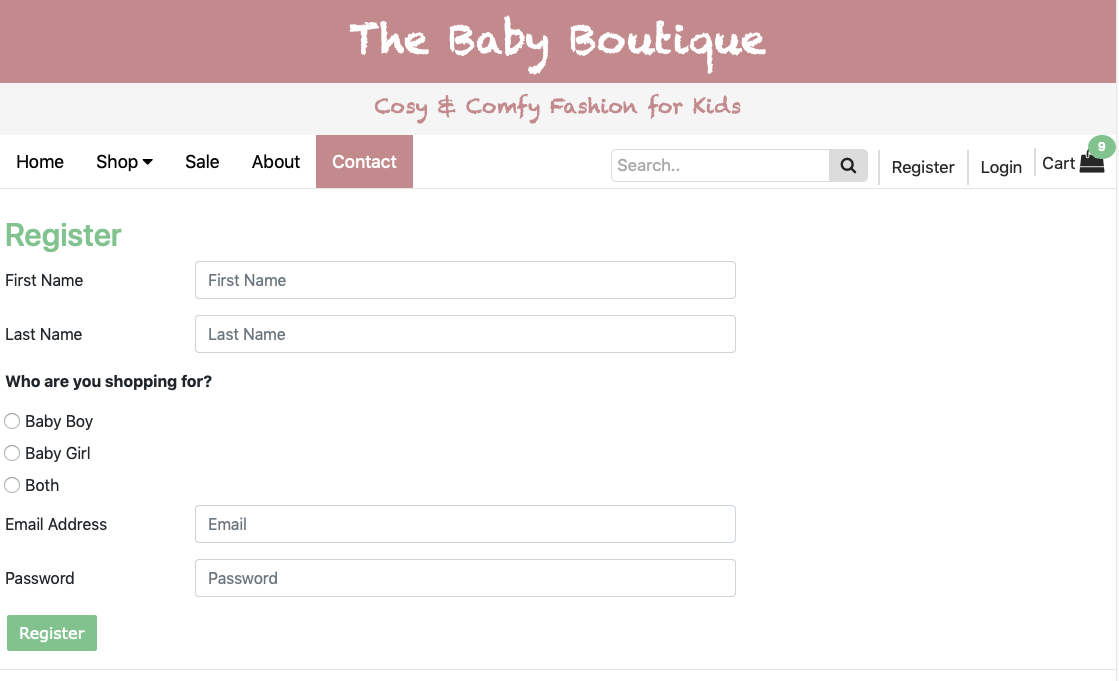 The Baby Boutique
Cosy & Comfy Fashion for Kids
Home Shop Sale About Contact Search.. Register Login Cart 9
Register
First Name First Name
Last Name Last Name
Who are you shopping for?
Baby Boy
Baby Girl
Both
Email Address Email
Password Password
Register